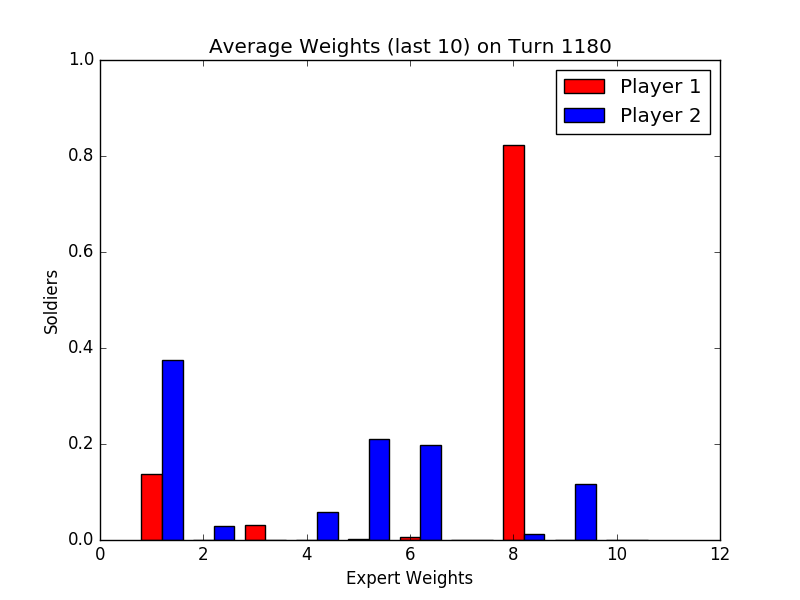 Average Weights (last 10) on Turn 1180
1.0
0.8
0.6
0.4
0.2
0.0
Soldiers
Player 1
Player 2
0 2 4 6 8 10 12
Expert Weights